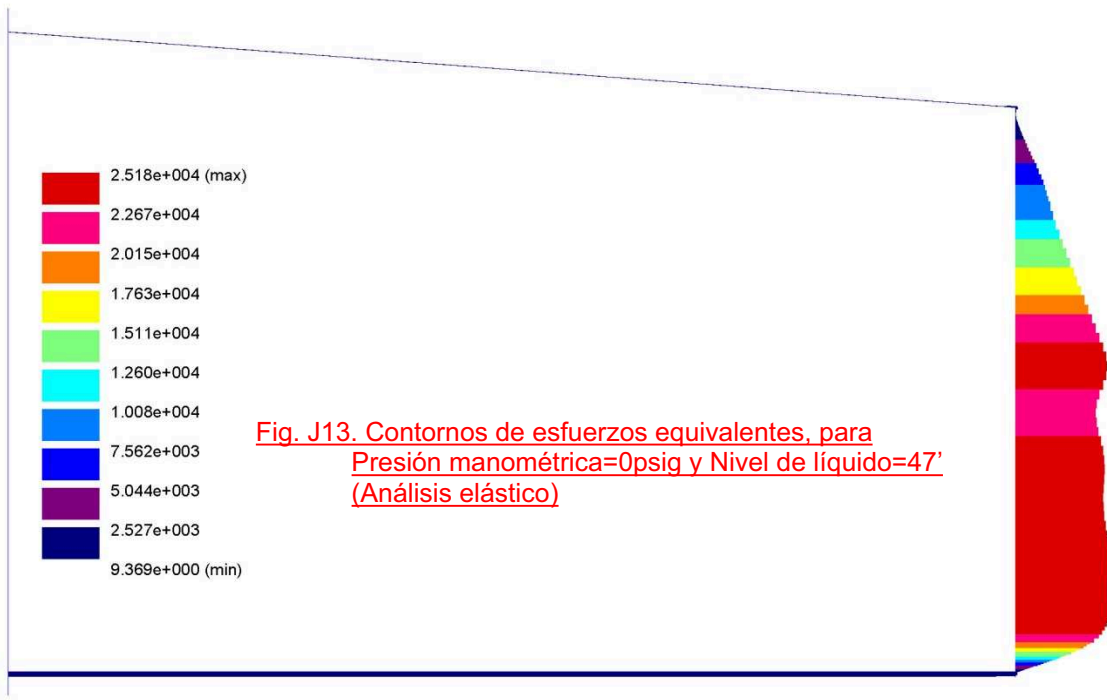 2.518e+004 (max)
2.267e+004
2.015e+004
1.763e+004
1.511e+004
1.260e+004
1.008e+004
7.562e+003
5.044e+003
2.527e+003
9.369e+000 (min)
Fig. J13. Contornos de esfuerzos equivalentes, para
Presión manométrica=0psig y Nivel de líquido=47’
(Análisis elástico)